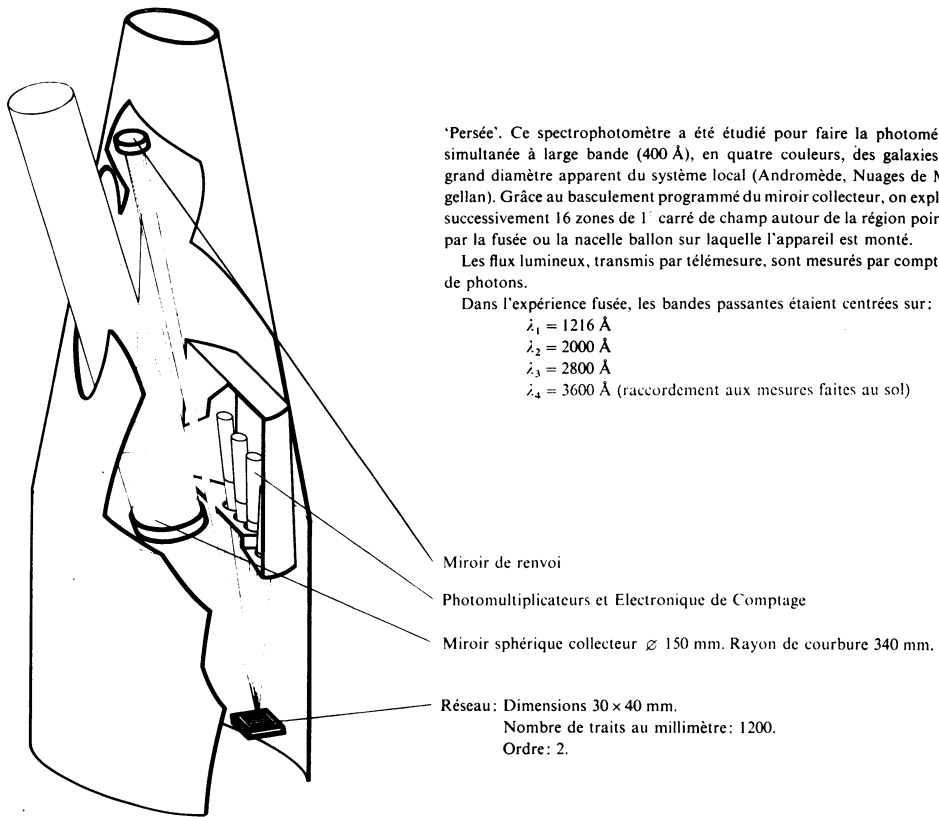 'Persée'. Ce spectrophotomètre a été étudié pour faire la photomé
simultanée à large bande (400 Å), en quatre couleurs, des galaxies
grand diamètre apparent du système local (Andromède, Nuages de M
gellan). Grâce au basculement programmé du miroir collecteur, on expl
successivement 16 zones de 1° carré de champ autour de la région poin
par la fusée ou la nacelle ballon sur laquelle l'appareil est monté.
Les flux lumineux, transmis par télémesure, sont mesurés par compt
de photons.
Dans l'expérience fusée, les bandes passantes étaient centrées sur:
λ₁ = 1216 Å
λ₂ = 2000 Å
λ₃ = 2800 Å
λ₄ = 3600 Å (raccordement aux mesures faites au sol)
Miroir de renvoi
Photomultiplicateurs et Electronique de Comptage
Miroir sphérique collecteur ⌀ 150 mm. Rayon de courbure 340 mm.
Réseau: Dimensions 30 × 40 mm.
Nombre de traits au millimètre: 1200.
Ordre: 2.